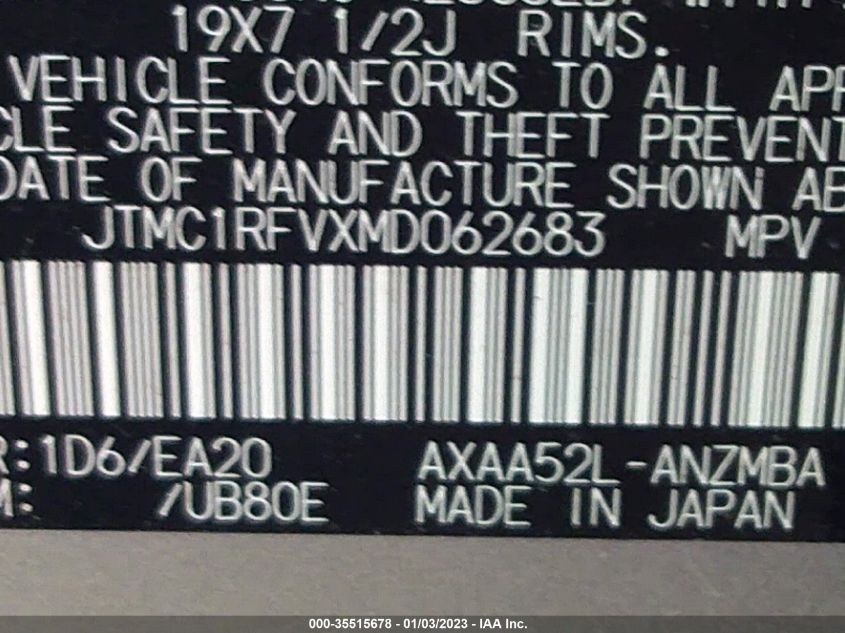 19X7 1/2J RIMS.
VEHICLE CONFORMS TO ALL APP
CLE SAFETY AND THEFT PREVENT
DATE OF MANUFACTURE SHOWN AB
JTMC1RFVXMD062683 MPV
R:1D6/EA20 AXAA52L-ANZMBA
M: /UB80E MADE IN JAPAN
000-35515678 - 01/03/2023 - IAA Inc.